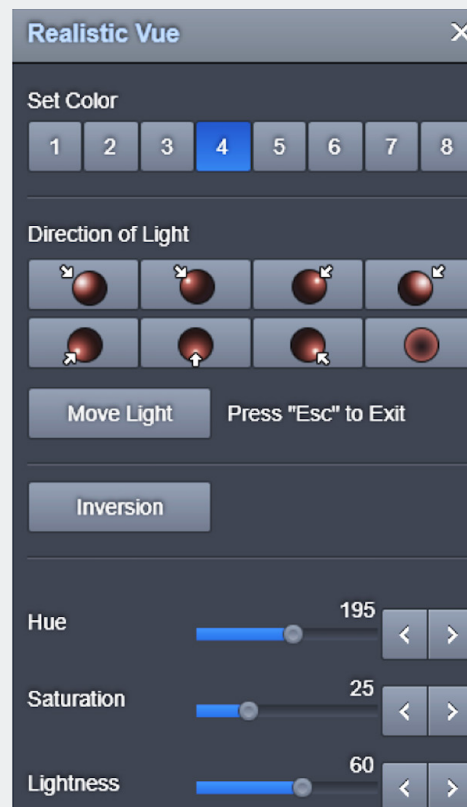 Realistic Vue
Set Color
1 2 3 4 5 6 7 8
Direction of Light
Move Light Press "Esc" to Exit
Inversion
Hue 195
Saturation 25
Lightness 60